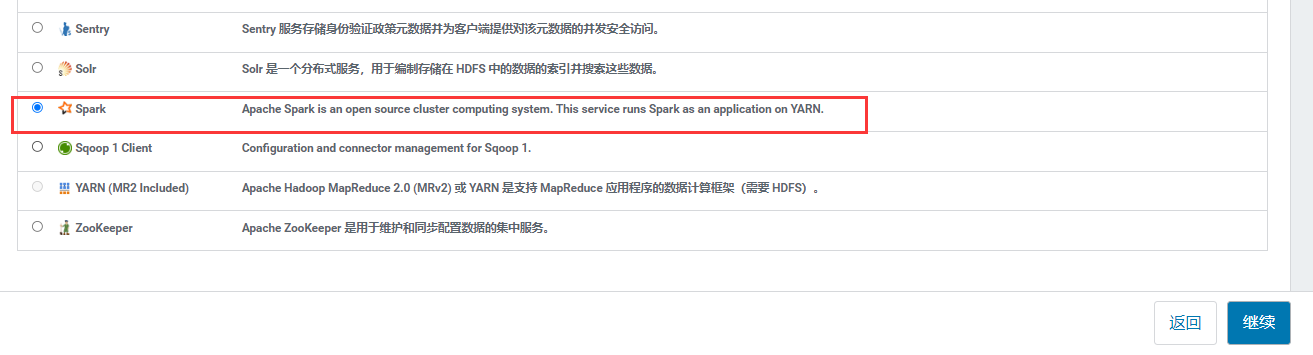 Sentry Sentry 服务存储身份验证政策元数据并为客户端提供对该元数据的并发安全访问。
Solr Solr 是一个分布式服务，用于编制存储在 HDFS 中的数据的索引并搜索这些数据。
Spark Apache Spark is an open source cluster computing system. This service runs Spark as an application on YARN.
Sqoop 1 Client Configuration and connector management for Sqoop 1.
YARN (MR2 Included) Apache Hadoop MapReduce 2.0 (MRv2) 或 YARN 是支持 MapReduce 应用程序的数据计算框架（需要 HDFS）。
ZooKeeper Apache ZooKeeper 是用于维护和同步配置数据的集中服务。
返回 继续